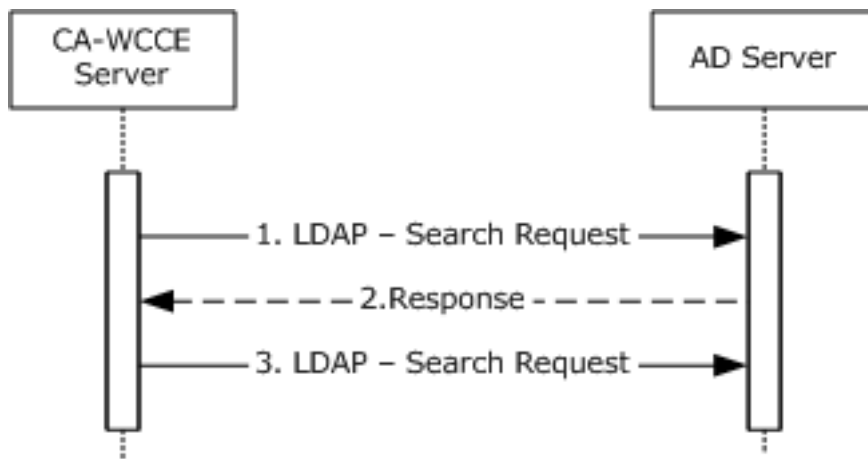 CA-WCCE
Server
AD Server
1. LDAP – Search Request
2.Response
3. LDAP – Search Request